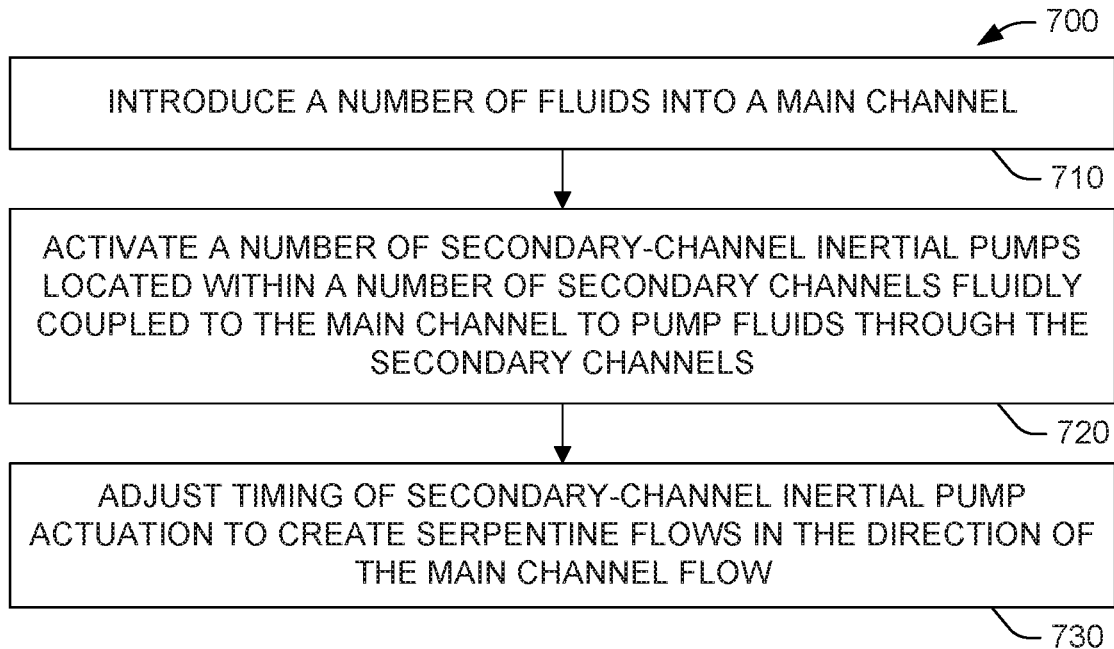 700
INTRODUCE A NUMBER OF FLUIDS INTO A MAIN CHANNEL
710
ACTIVATE A NUMBER OF SECONDARY-CHANNEL INERTIAL PUMPS
LOCATED WITHIN A NUMBER OF SECONDARY CHANNELS FLUIDLY
COUPLED TO THE MAIN CHANNEL TO PUMP FLUIDS THROUGH THE
SECONDARY CHANNELS
720
ADJUST TIMING OF SECONDARY-CHANNEL INERTIAL PUMP
ACTUATION TO CREATE SERPENTINE FLOWS IN THE DIRECTION OF
THE MAIN CHANNEL FLOW
730